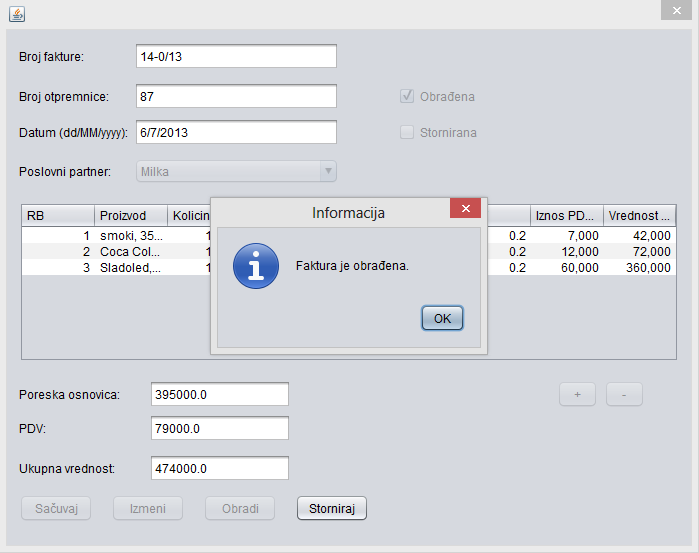 Broj fakture: 14-0/13
Broj otpremnice: 87 Obrađena
Datum (dd/MM/yyyy): 6/7/2013 Stornirana
Poslovni partner: Milka
RB Proizvod Kolicin Iznos PD... Vrednost ...
1 smoki, 35... 1 0.2 7,000 42,000
2 Coca Col... 1 0.2 12,000 72,000
3 Sladoled,... 1 0.2 60,000 360,000
Informacija
Faktura je obrađena.
OK
Poreska osnovica: 395000.0 + -
PDV: 79000.0
Ukupna vrednost: 474000.0
Sačuvaj Izmeni Obradi Storniraj